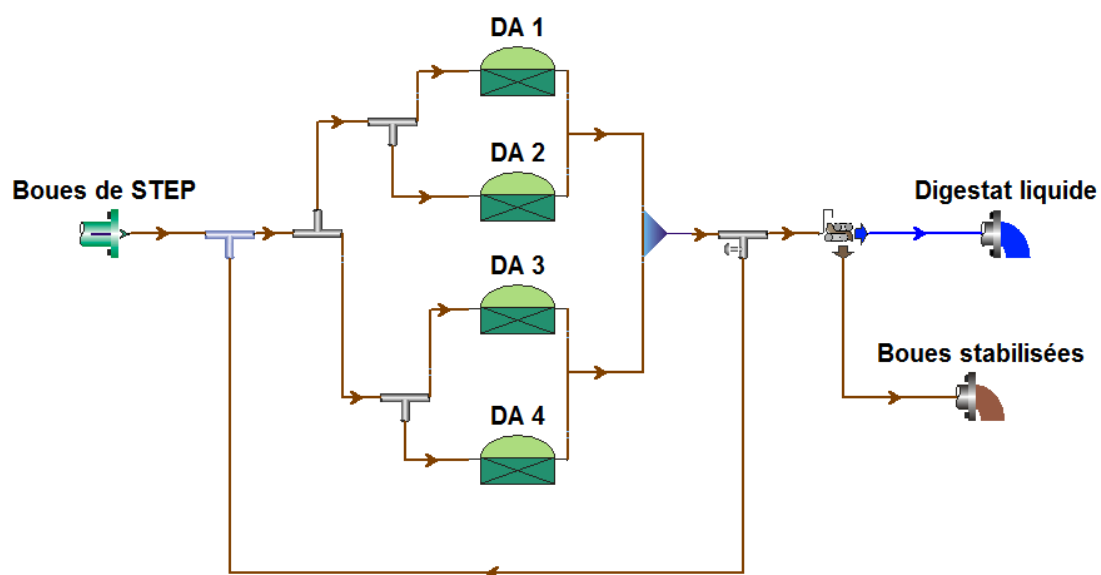 DA 1
DA 2
Boues de STEP
Digestat liquide
DA 3
Boues stabilisées
DA 4